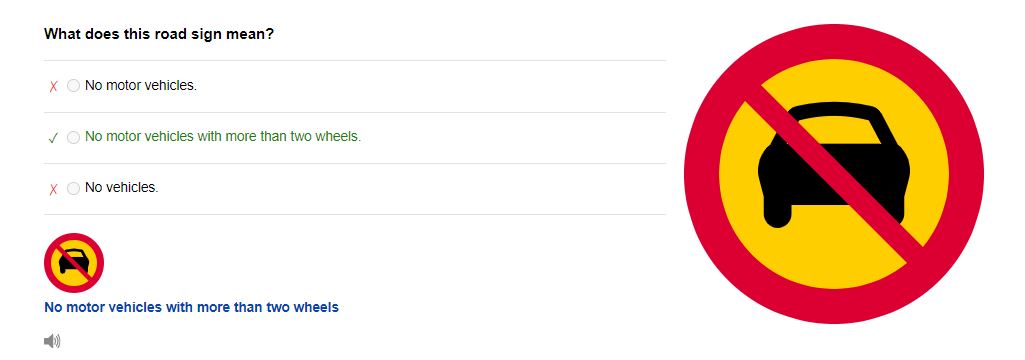 What does this road sign mean?
No motor vehicles.
No motor vehicles with more than two wheels.
No vehicles.
No motor vehicles with more than two wheels